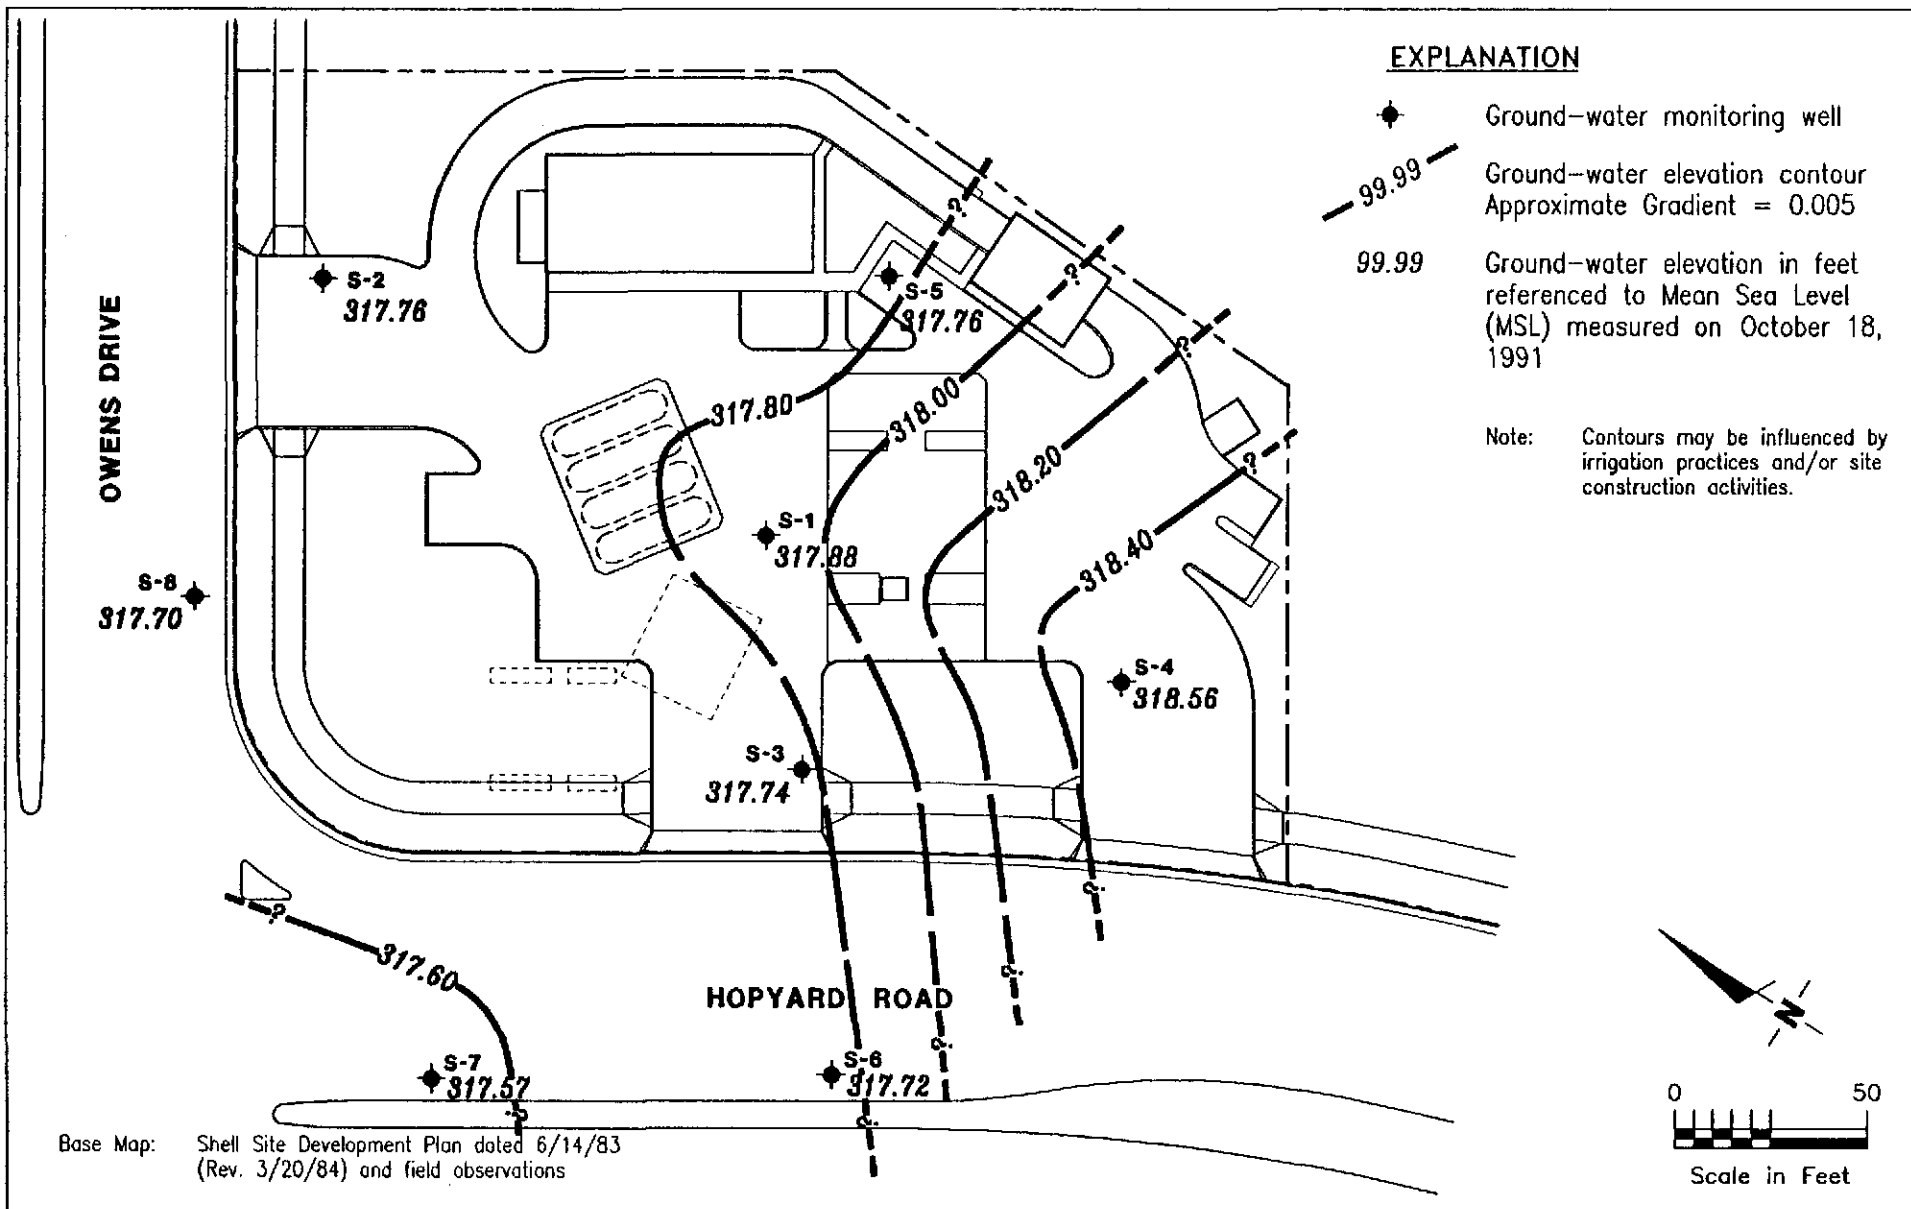 EXPLANATION
Ground-water monitoring well
99.99
Ground-water elevation contour
Approximate Gradient = 0.005
99.99
Ground-water elevation in feet
referenced to Mean Sea Level
(MSL) measured on October 18,
1991
Note:
Contours may be influenced by
irrigation practices and/or site
construction activities.
OWENS DRIVE
S-2
317.76
S-5
317.76
?
?
?
?
317.80
318.00
318.20
318.40
S-1
317.88
S-8
317.70
S-4
318.56
S-3
317.74
?
?
317.60
?
HOPYARD ROAD
?
S-7
317.57
?
S-6
317.72
?
N
0 50
Scale in Feet
Base Map:
Shell Site Development Plan dated 6/14/83
(Rev. 3/20/84) and field observations